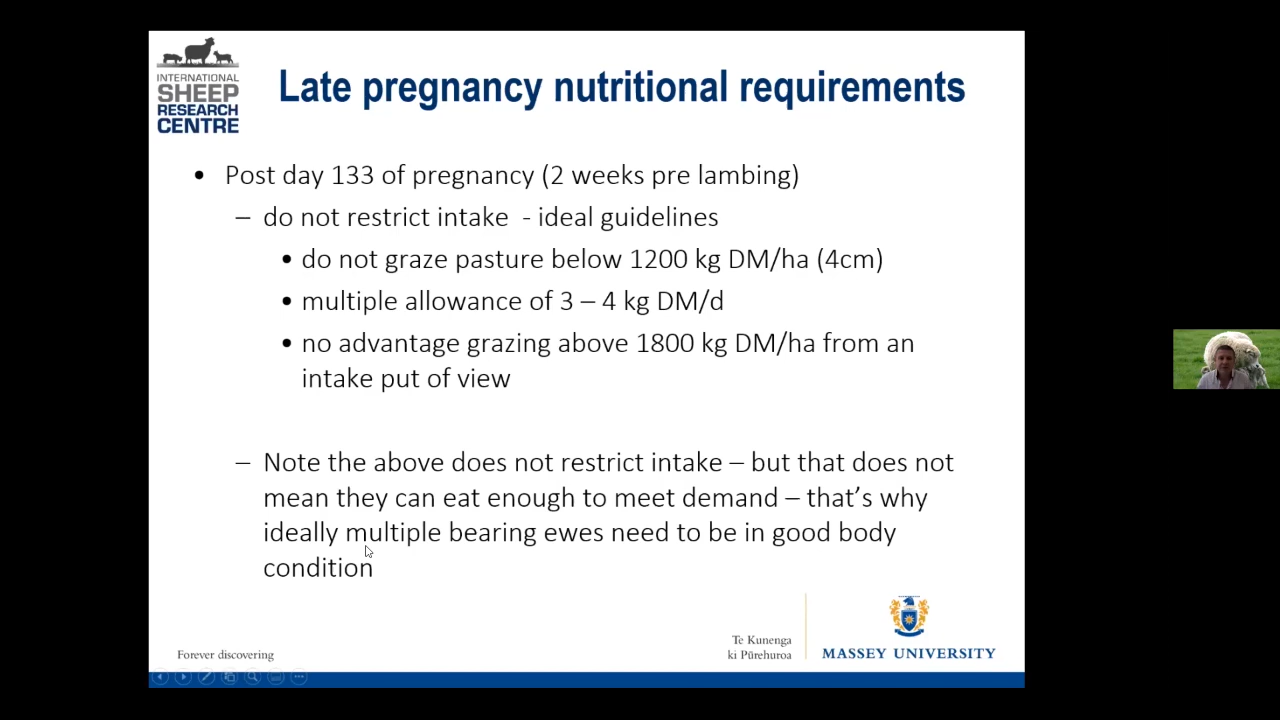 INTERNATIONAL
SHEEP
RESEARCH
CENTRE
Late pregnancy nutritional requirements
• Post day 133 of pregnancy (2 weeks pre lambing)
– do not restrict intake - ideal guidelines
• do not graze pasture below 1200 kg DM/ha (4cm)
• multiple allowance of 3 – 4 kg DM/d
• no advantage grazing above 1800 kg DM/ha from an
intake put of view
– Note the above does not restrict intake – but that does not
mean they can eat enough to meet demand – that’s why
ideally multiple bearing ewes need to be in good body
condition
Forever discovering
Te Kunenga
ki Pūrehuroa
MASSEY UNIVERSITY